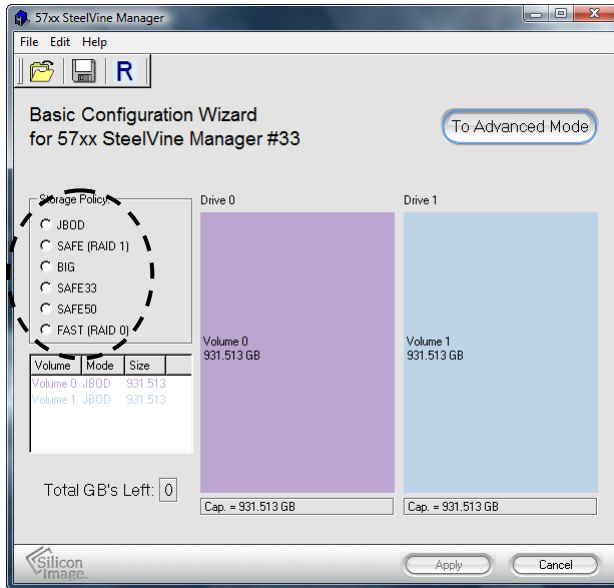 57xx SteelVine Manager
File Edit Help
R
Basic Configuration Wizard
for 57xx SteelVine Manager #33
To Advanced Mode
Storage Policy:
JBOD
SAFE (RAID 1)
BIG
SAFE33
SAFE50
FAST (RAID 0)
Drive 0
Drive 1
Volume 0
931.513 GB
Volume 1
931.513 GB
Volume Mode Size
Volume 0 JBOD 931.513
Volume 1 JBOD 931.513
Total GB's Left: 0
Cap. = 931.513 GB
Cap. = 931.513 GB
Silicon
Image.
Apply
Cancel